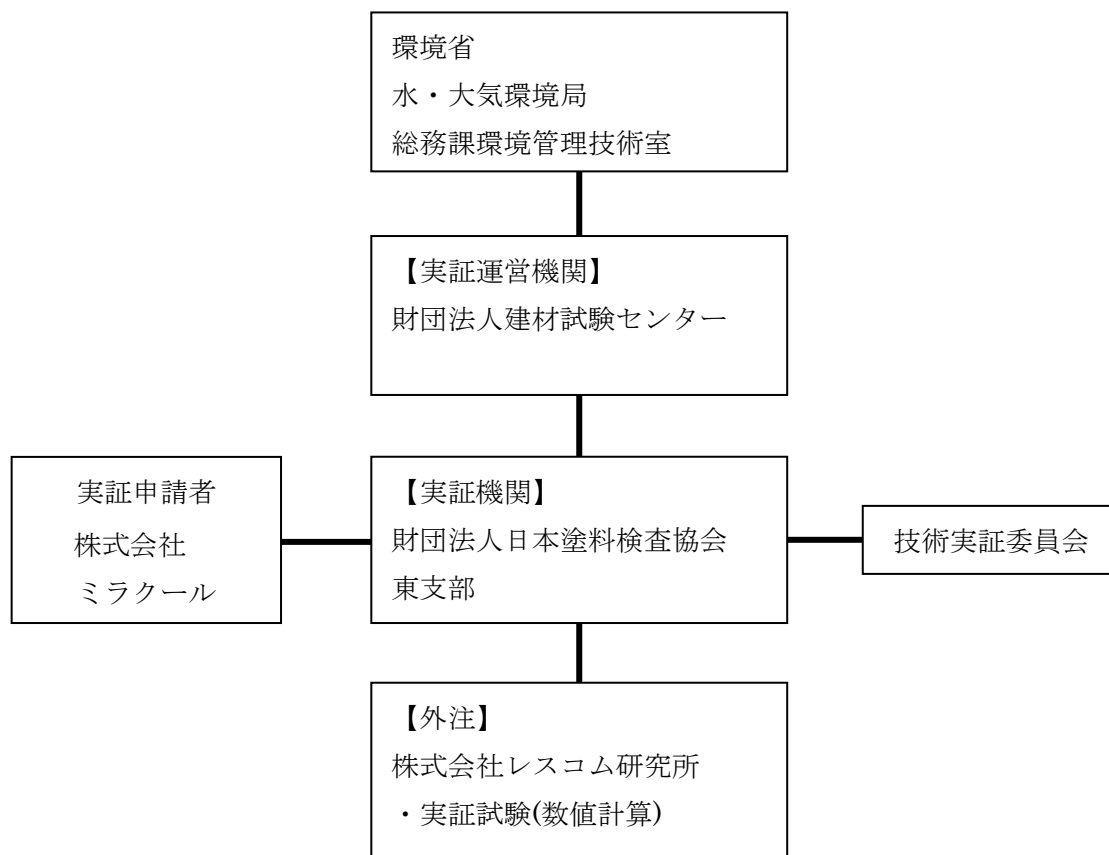 環境省
水・大気環境局
総務課環境管理技術室
【実証運営機関】
財団法人建材試験センター
実証申請者
株式会社
ミラクール
【実証機関】
財団法人日本塗料検査協会
東支部
技術実証委員会
【外注】
株式会社レスコム研究所
・実証試験(数値計算)